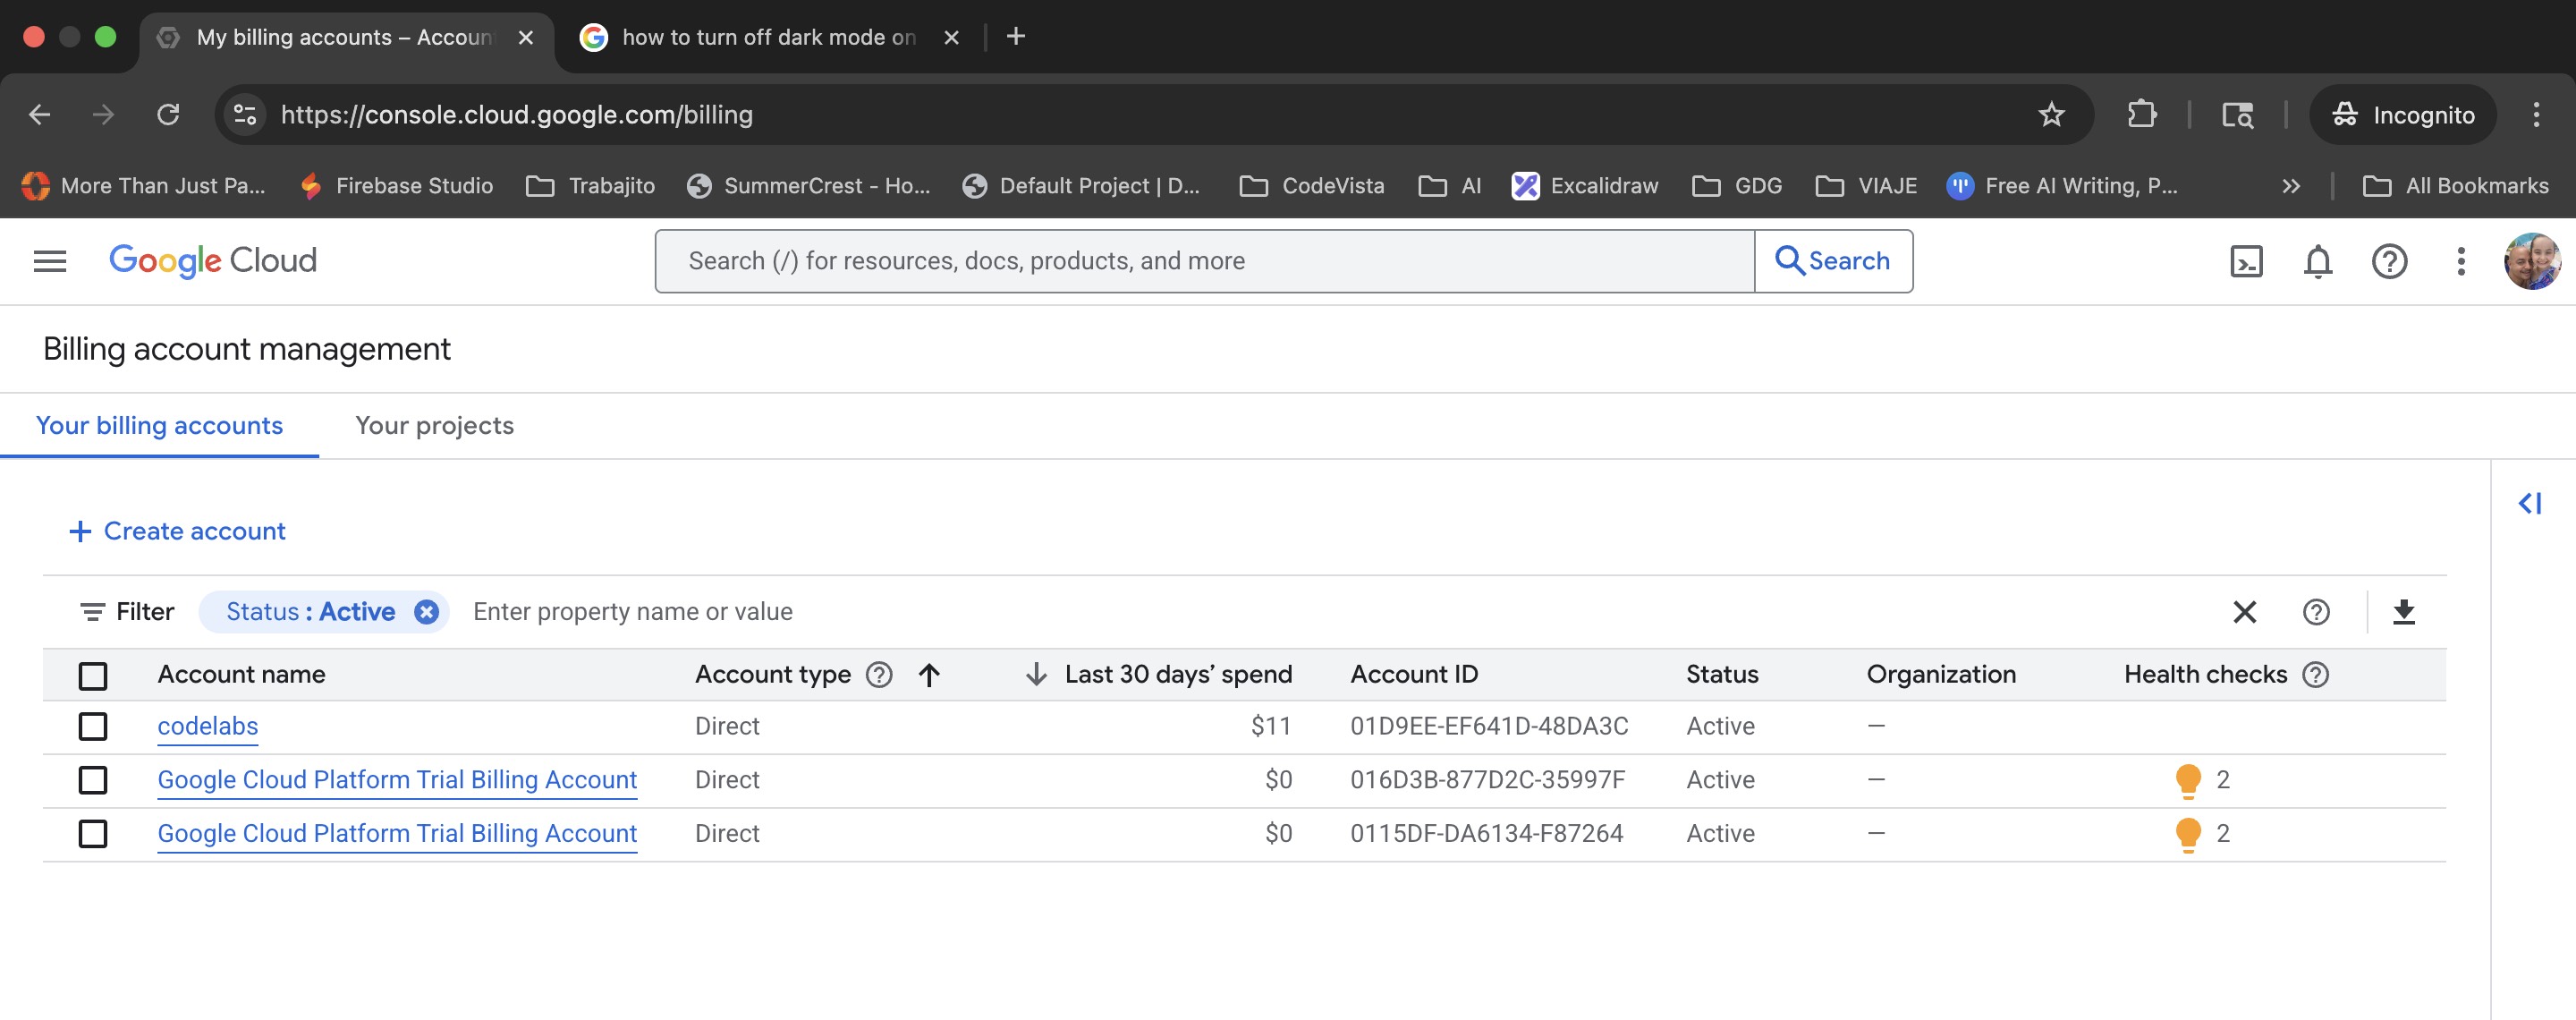 My billing accounts – Accoun
how to turn off dark mode on
https://console.cloud.google.com/billing
Incognito
More Than Just Pa...
Firebase Studio
Trabajito
SummerCrest - Ho...
Default Project | D...
CodeVista
AI
Excalidraw
GDG
VIAJE
Free AI Writing, P...
All Bookmarks
Google Cloud
Search (/) for resources, docs, products, and more
Search
Billing account management
Your billing accounts
Your projects
Create account
Filter
Status : Active
Enter property name or value
Account name Account type Last 30 days’ spend Account ID Status Organization Health checks
codelabs Direct $11 01D9EE-EF641D-48DA3C Active —
Google Cloud Platform Trial Billing Account Direct $0 016D3B-877D2C-35997F Active — 2
Google Cloud Platform Trial Billing Account Direct $0 0115DF-DA6134-F87264 Active — 2